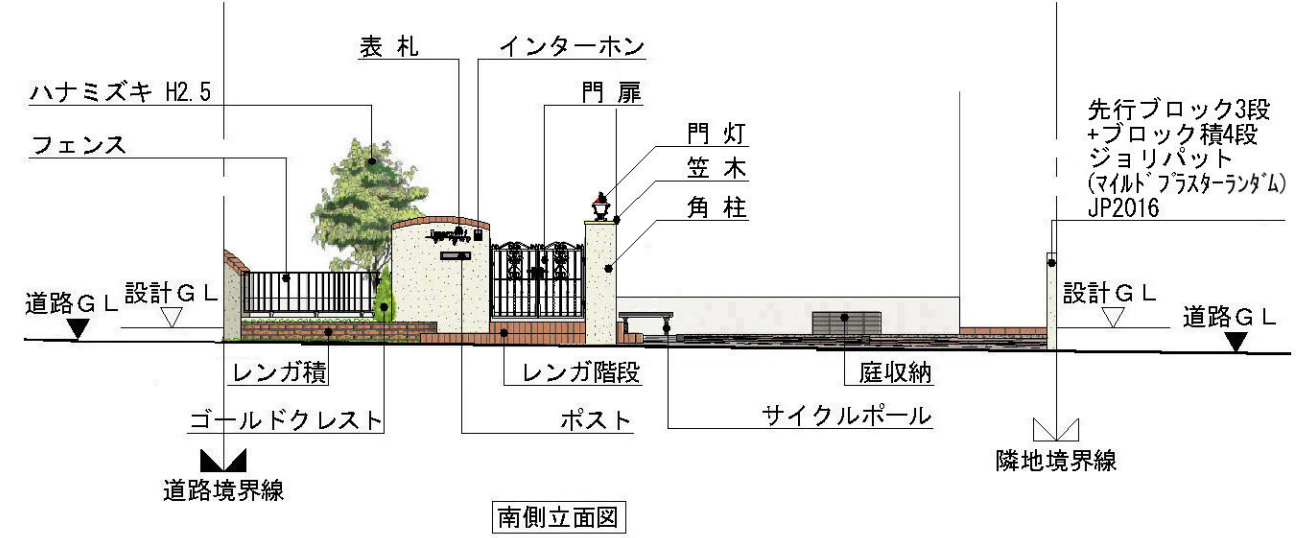 表 札
インターホン
ハナミズキ H2.5
門 扉
フェンス
門 灯
笠 木
角 柱
先行ブロック3段
+ブロック積4段
ジョリパット
(マイルドプラスターランダム)
JP2016
道路GL
設計GL
設計GL
道路GL
レンガ積
レンガ階段
庭収納
ゴールドクレスト
ポスト
サイクルポール
道路境界線
隣地境界線
南側立面図